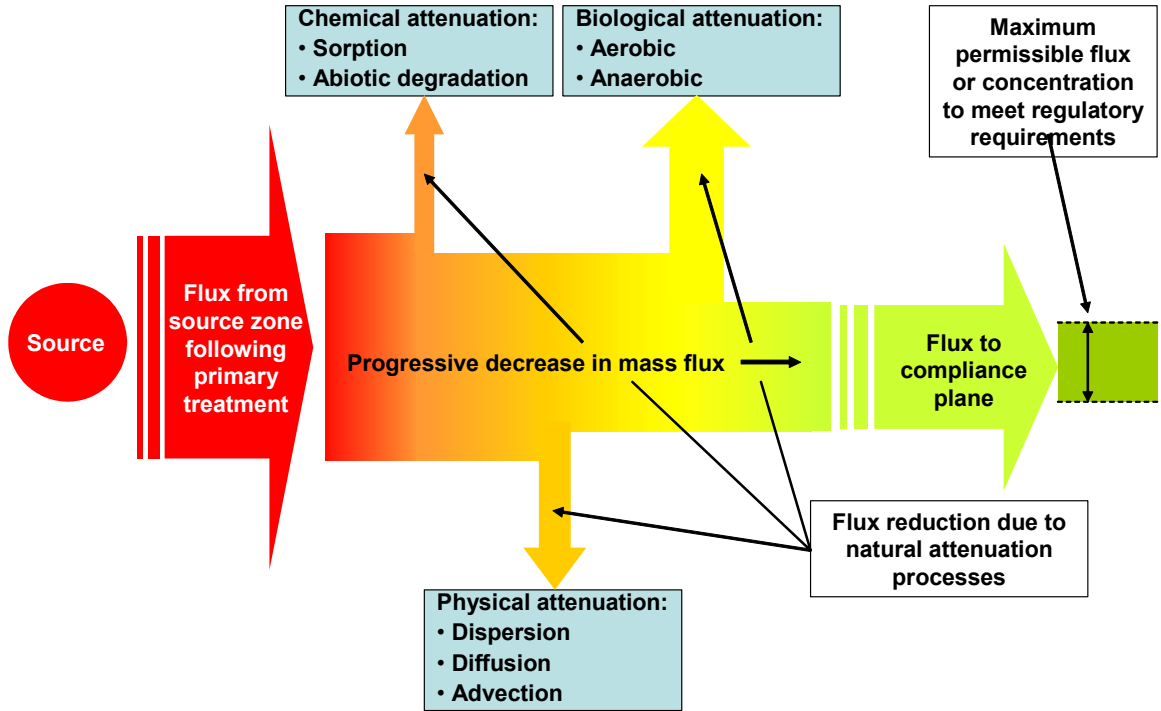 Chemical attenuation:
• Sorption
• Abiotic degradation
Biological attenuation:
• Aerobic
• Anaerobic
Maximum
permissible flux
or concentration
to meet regulatory
requirements
Source
Flux from
source zone
following
primary
treatment
Progressive decrease in mass flux
Flux to
compliance
plane
Flux reduction due to
natural attenuation
processes
Physical attenuation:
• Dispersion
• Diffusion
• Advection